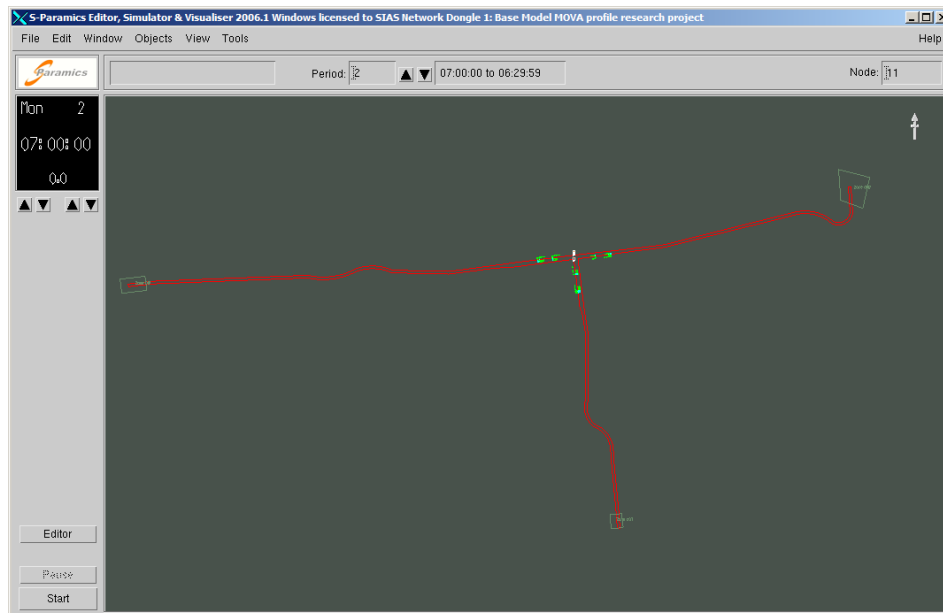 S-Paramics Editor, Simulator & Visualiser 2006.1 Windows licensed to SIAS Network Dongle 1: Base Model MOVA profile research project
File Edit Window Objects View Tools Help
Paramics Period: 2 07:00:00 to 06:29:59 Node: 11
Mon 2
07:00:00
0.0
Editor
Pause
Start